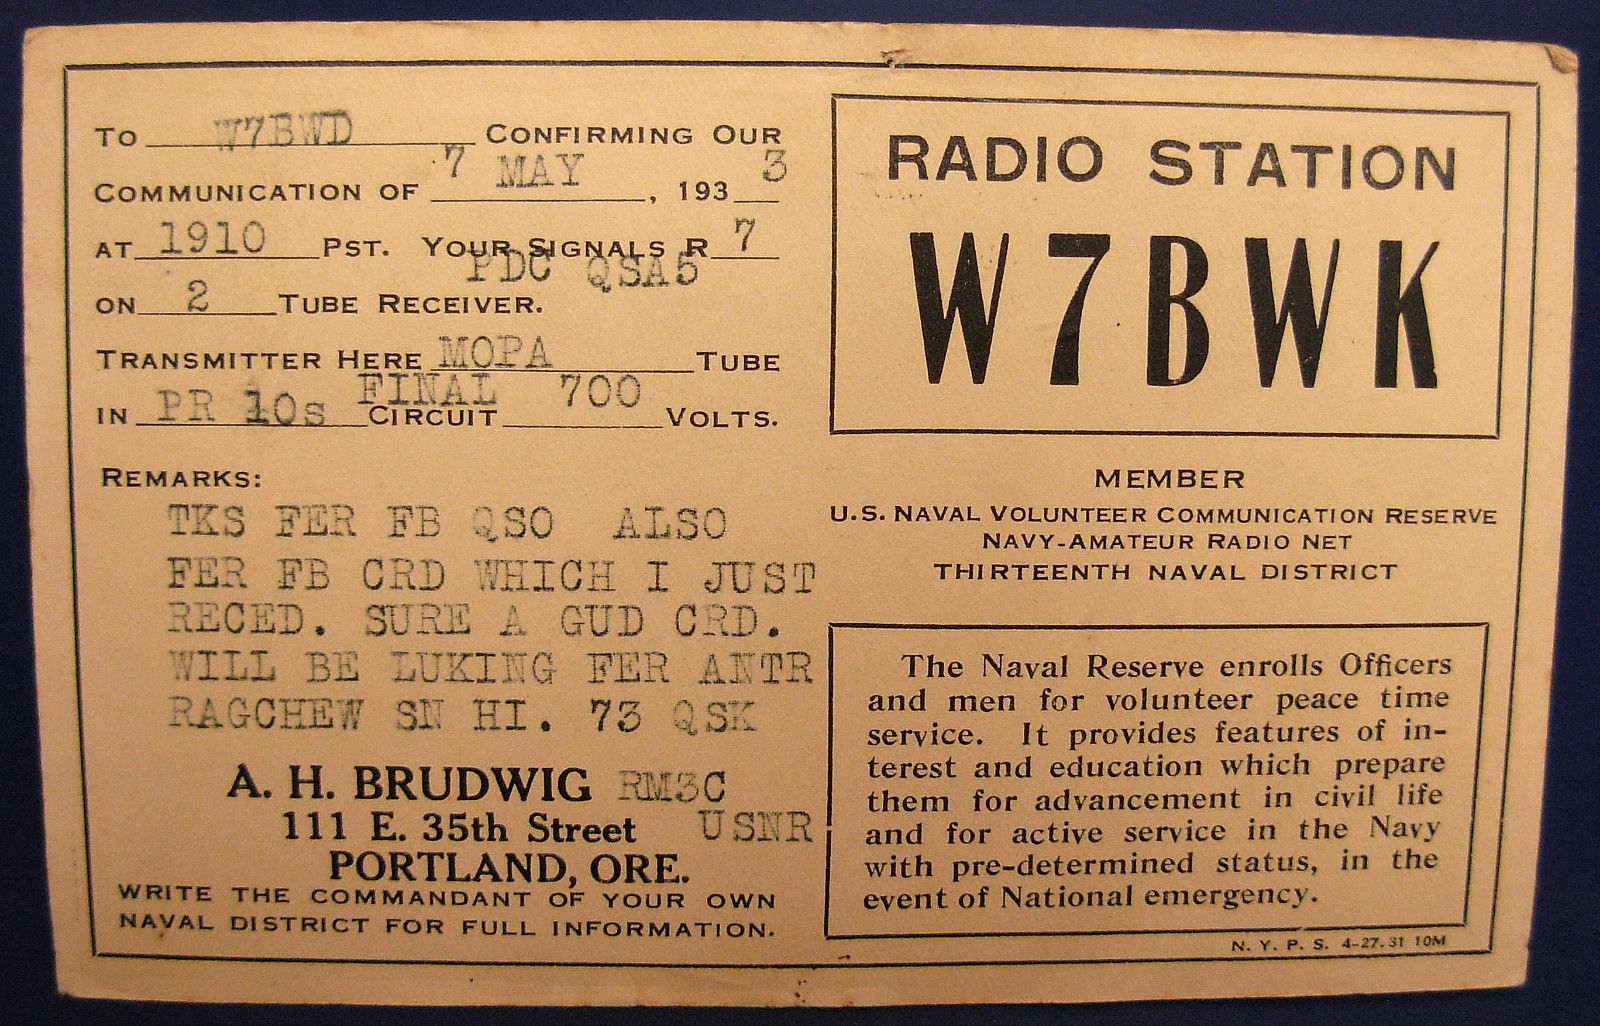 To W7BWD Confirming Our
Communication of 7 MAY, 1933
at 1910 Pst. Your Signals R 7
PDC QSA5
on 2 Tube Receiver.
Transmitter Here MOPA Tube
in PR 10s FINAL Circuit 700 Volts.
Remarks:
TKS FER FB QSO ALSO
FER FB CRD WHICH I JUST
RECED. SURE A GUD CRD.
WILL BE LUKING FER ANTR
RAGCHEW SN HI. 73 QSK
A. H. BRUDWIG RM3C
111 E. 35th Street USNR
PORTLAND, ORE.
WRITE THE COMMANDANT OF YOUR OWN
NAVAL DISTRICT FOR FULL INFORMATION.
RADIO STATION
W7BWK
MEMBER
U.S. NAVAL VOLUNTEER COMMUNICATION RESERVE
NAVY-AMATEUR RADIO NET
THIRTEENTH NAVAL DISTRICT
The Naval Reserve enrolls Officers
and men for volunteer peace time
service. It provides features of in-
terest and education which prepare
them for advancement in civil life
and for active service in the Navy
with pre-determined status, in the
event of National emergency.
N. Y. P. S. 4-27.31 10M